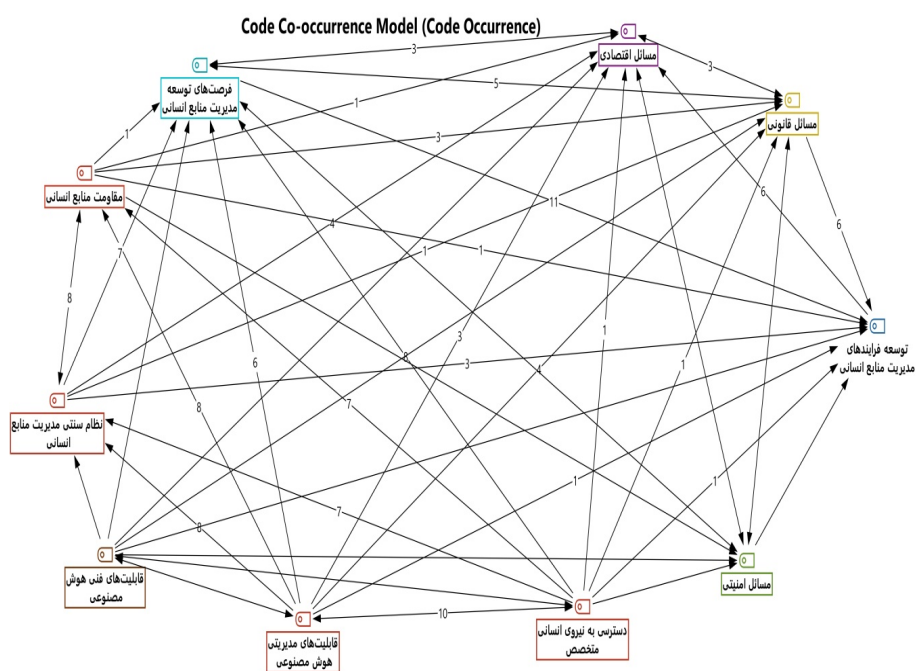 Code Co-occurrence Model (Code Occurrence)
3
مسائل اقتصادی
3
فرصت‌های توسعه
مدیریت منابع انسانی
5
مسائل قانونی
1
1
3
مقاومت منابع انسانی
11
6
6
4
7
1
1
8
توسعه فرایندهای
مدیریت منابع انسانی
3
1
3
6
8
4
1
نظام سنتی مدیریت منابع
انسانی
8
7
1
7
8
قابلیت‌های فنی هوش
مصنوعی
مسائل امنیتی
10
قابلیت‌های مدیریتی
هوش مصنوعی
دسترسی به نیروی انسانی
متخصص